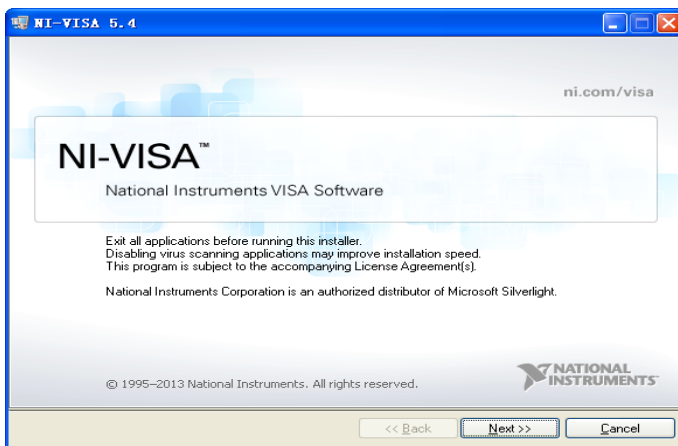 NI-VISA 5.4
ni.com/visa
NI-VISA™
National Instruments VISA Software
Exit all applications before running this installer.
Disabling virus scanning applications may improve installation speed.
This program is subject to the accompanying License Agreement(s).
National Instruments Corporation is an authorized distributor of Microsoft Silverlight.
© 1995–2013 National Instruments. All rights reserved.
NATIONAL
INSTRUMENTS™
<< Back
Next >>
Cancel